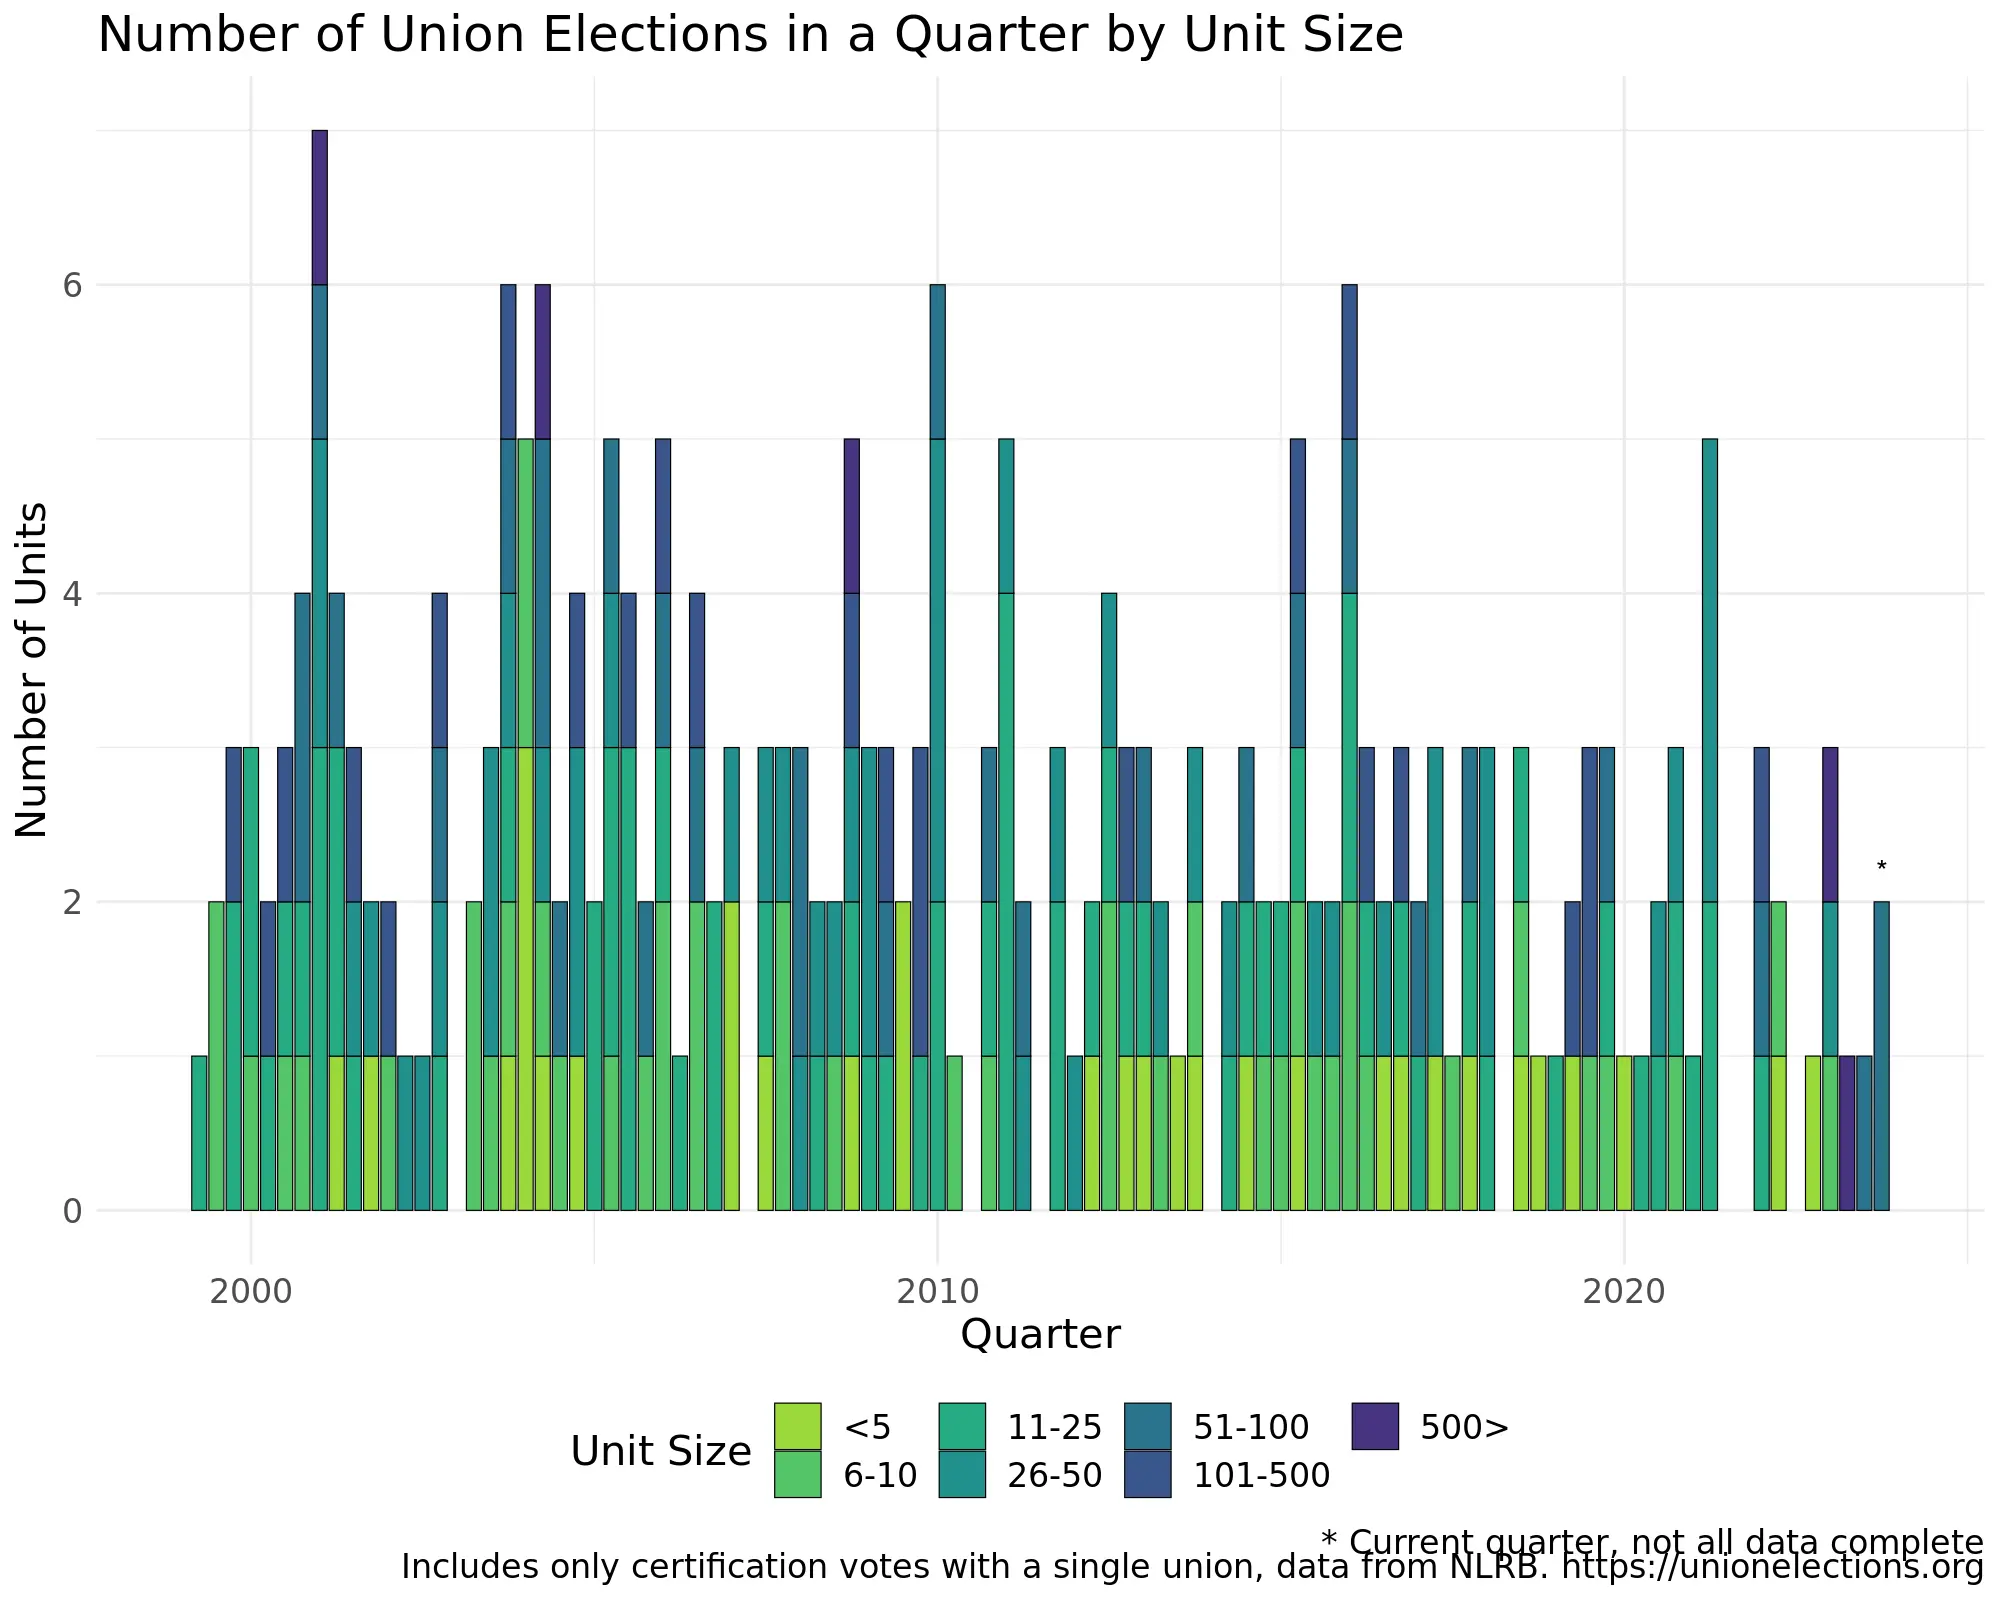 Number of Union Elections in a Quarter by Unit Size
Number of Units
6
4
2
0
*
2000 2010 2020
Quarter
Unit Size
<5 11-25 51-100 500>
6-10 26-50 101-500
* Current quarter, not all data complete
Includes only certification votes with a single union, data from NLRB. https://unionelections.org